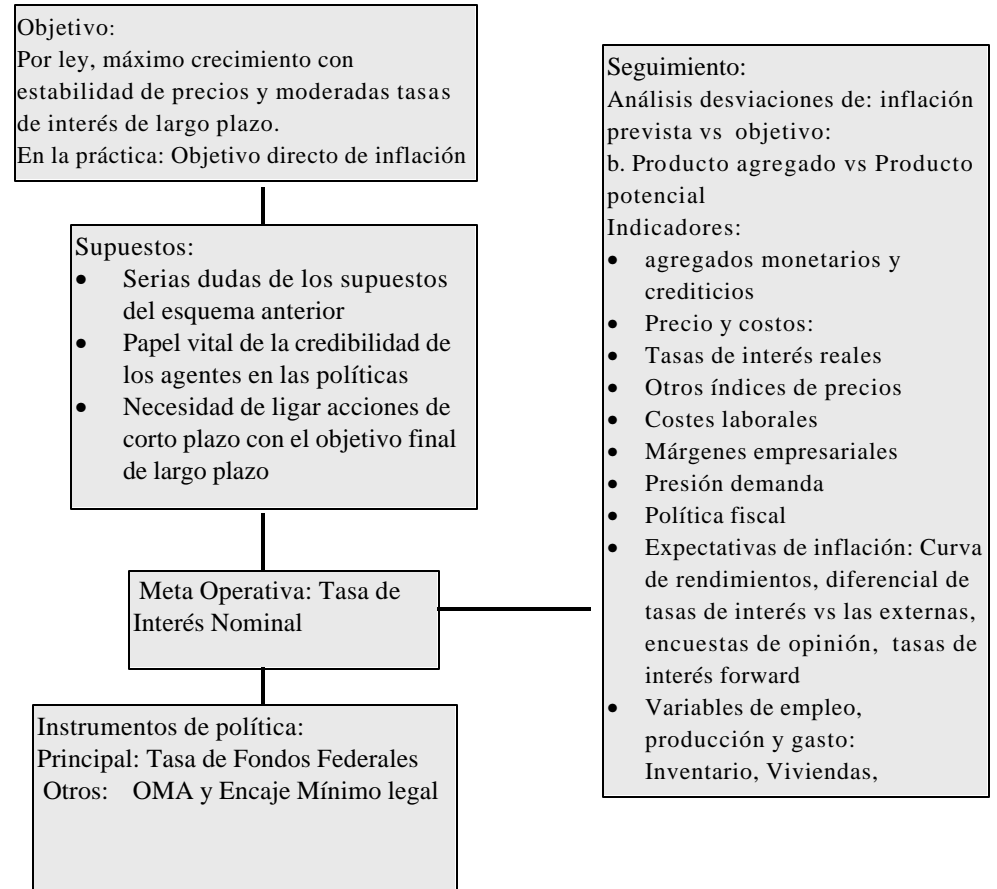 Objetivo:
Por ley, máximo crecimiento con
estabilidad de precios y moderadas tasas
de interés de largo plazo.
En la práctica: Objetivo directo de inflación
Supuestos:
• Serias dudas de los supuestos
del esquema anterior
• Papel vital de la credibilidad de
los agentes en las políticas
• Necesidad de ligar acciones de
corto plazo con el objetivo final
de largo plazo
Meta Operativa: Tasa de
Interés Nominal
Instrumentos de política:
Principal: Tasa de Fondos Federales
Otros: OMA y Encaje Mínimo legal
Seguimiento:
Análisis desviaciones de: inflación
prevista vs objetivo:
b. Producto agregado vs Producto
potencial
Indicadores:
• agregados monetarios y
crediticios
• Precio y costos:
• Tasas de interés reales
• Otros índices de precios
• Costes laborales
• Márgenes empresariales
• Presión demanda
• Política fiscal
• Expectativas de inflación: Curva
de rendimientos, diferencial de
tasas de interés vs las externas,
encuestas de opinión, tasas de
interés forward
• Variables de empleo,
producción y gasto:
Inventario, Viviendas,